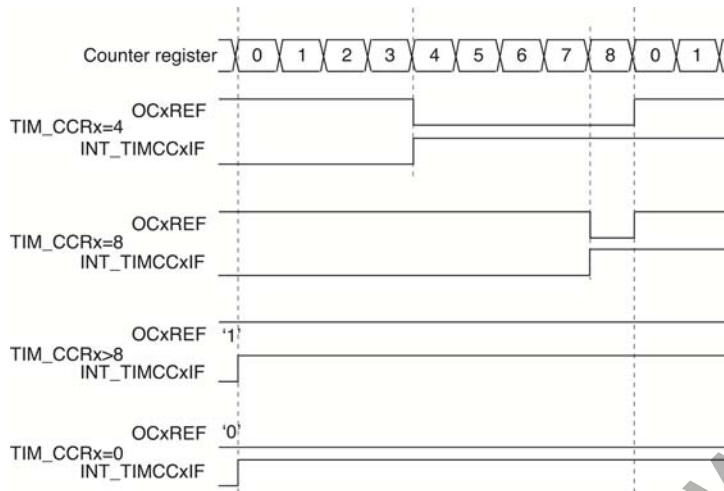 Counter register 0 1 2 3 4 5 6 7 8 0 1
OCxREF
TIM_CCRx=4
INT_TIMCCxIF
OCxREF
TIM_CCRx=8
INT_TIMCCxIF
OCxREF '1'
TIM_CCRx>8
INT_TIMCCxIF
OCxREF '0'
TIM_CCRx=0
INT_TIMCCxIF